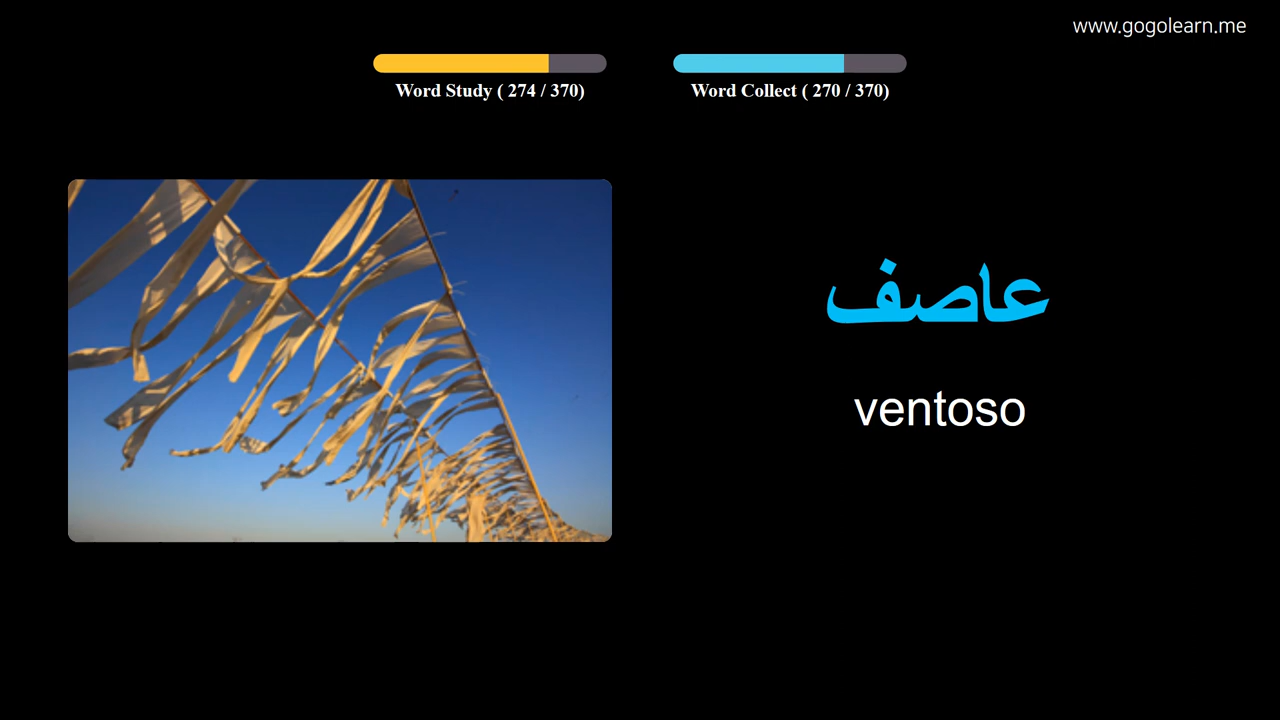 www.gogolearn.me
Word Study ( 274 / 370)
Word Collect ( 270 / 370)
عاصف
ventoso